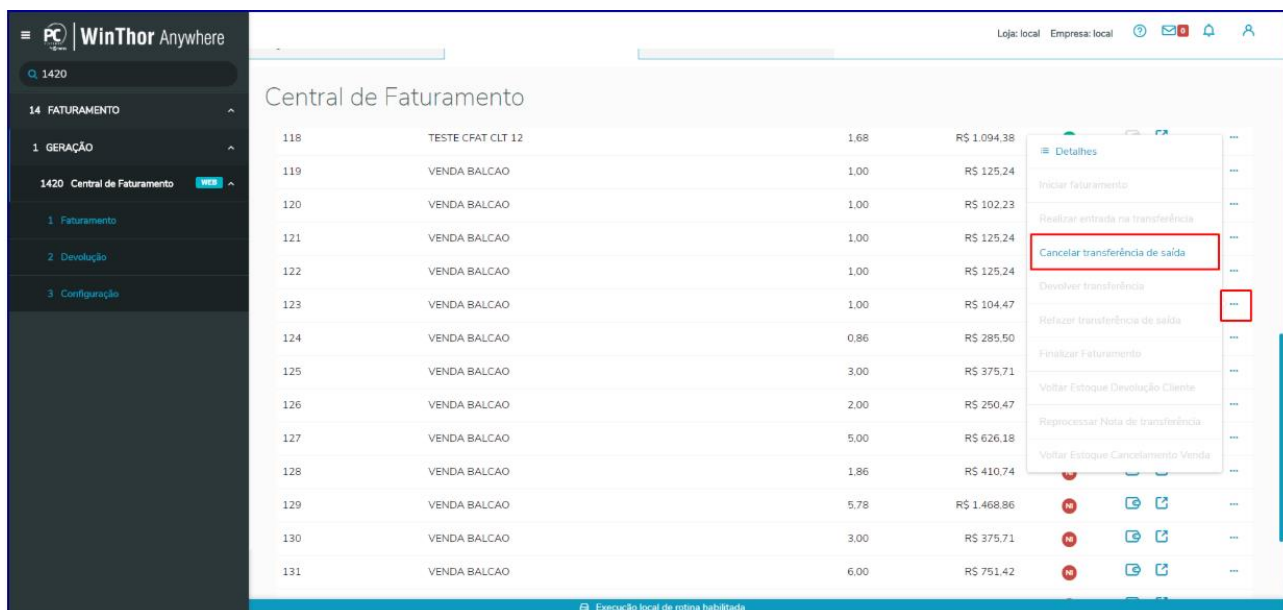 PC WinThor Anywhere
Loja: local Empresa: local
1420
14 FATURAMENTO
1 GERAÇÃO
1420 Central de Faturamento WEB
1 Faturamento
2 Devolução
3 Configuração
Central de Faturamento
118 TESTE CFAT CLT 12 1,68 R$ 1.094,38 ...
119 VENDA BALCAO 1,00 R$ 125,24 ...
120 VENDA BALCAO 1,00 R$ 102,23 ...
121 VENDA BALCAO 1,00 R$ 125,24 ...
122 VENDA BALCAO 1,00 R$ 125,24 ...
123 VENDA BALCAO 1,00 R$ 104,47 ...
124 VENDA BALCAO 0,86 R$ 285,50 ...
125 VENDA BALCAO 3,00 R$ 375,71 ...
126 VENDA BALCAO 2,00 R$ 250,47 ...
127 VENDA BALCAO 5,00 R$ 626,18 ...
128 VENDA BALCAO 1,86 R$ 410,74 ...
129 VENDA BALCAO 5,78 R$ 1.468,86 NI ...
130 VENDA BALCAO 3,00 R$ 375,71 NI ...
131 VENDA BALCAO 6,00 R$ 751,42 NI ...
Detalhes
Iniciar faturamento
Realizar entrada na transferência
Cancelar transferência de saída
Devolver transferência
Refazer transferência de saída
Finalizar Faturamento
Voltar Estoque Devolução Cliente
Reprocessar Nota de transferência
Voltar Estoque Cancelamento Venda
Execução local de rotina habilitada